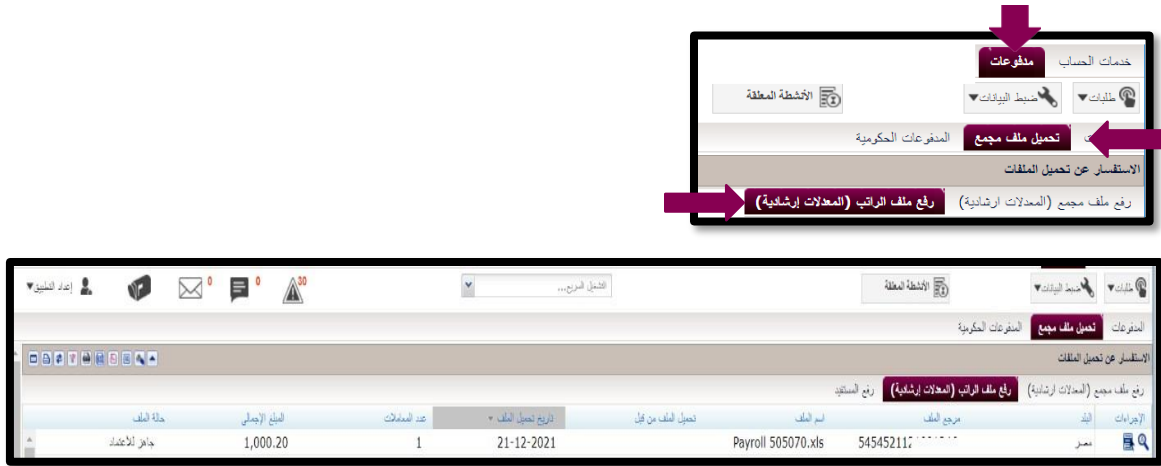 خدمات الحساب مدفوعات
طلبات ضبط البيانات الأنشطة المعلقة
تحميل ملف مجمع المدفوعات الحكومية
الاستفسار عن تحميل الملفات
رفع ملف مجمع (المعدلات ارشادية) رفع ملف الراتب (المعدلات إرشادية)
طلبات ضبط البيانات الأنشطة المعلقة التشغيل السريع... 30 0 0 إعداد التطبيق
المدفوعات تحميل ملف مجمع المدفوعات الحكومية
الاستفسار عن تحميل الملفات
رفع ملف مجمع (المعدلات ارشادية) رفع ملف الراتب (المعدلات إرشادية) رفع المستفيد
الإجراءات البلد مرجع الملف اسم الملف تحميل الملف من قبل تاريخ تحميل الملف عدد المعاملات المبلغ الإجمالي حالة الملف
مصر 545452112 Payroll 505070.xls 21-12-2021 1 1,000.20 جاهز للاعتماد